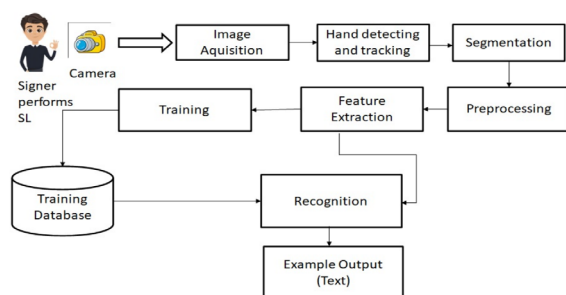 Signer
performs
SL
Camera
Image
Aquisition
Hand detecting
and tracking
Segmentation
Preprocessing
Feature
Extraction
Training
Training
Database
Recognition
Example Output
(Text)